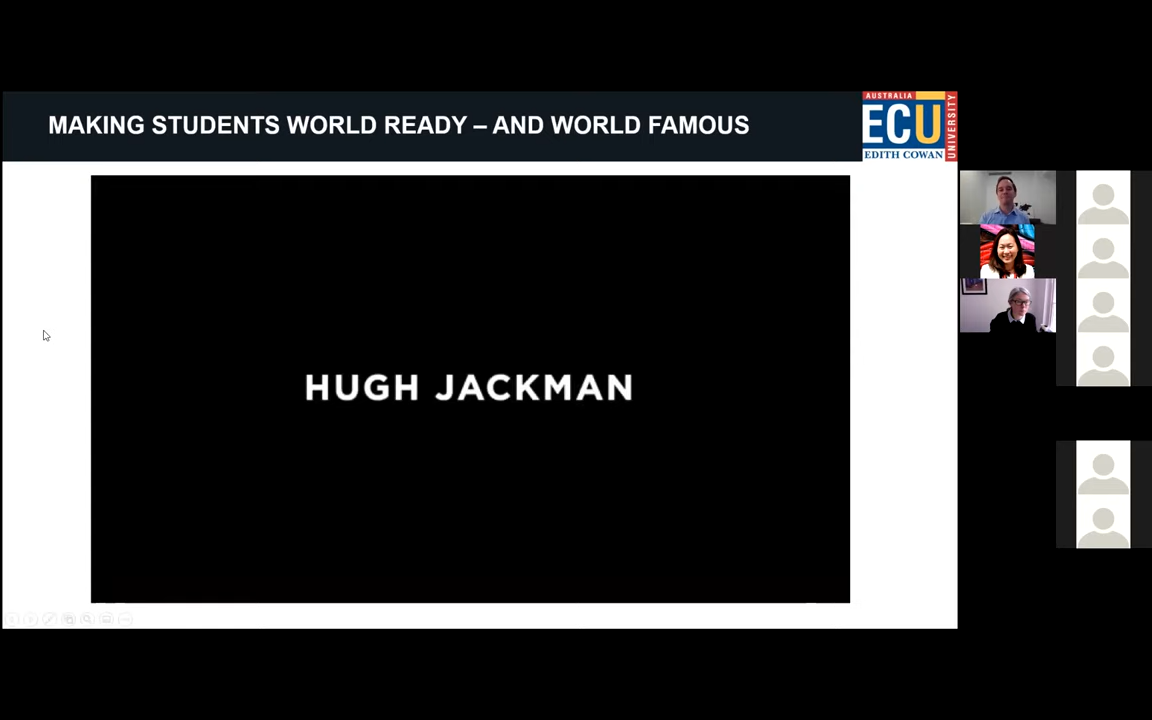 MAKING STUDENTS WORLD READY – AND WORLD FAMOUS
AUSTRALIA
ECU
EDITH COWAN
UNIVERSITY
HUGH JACKMAN